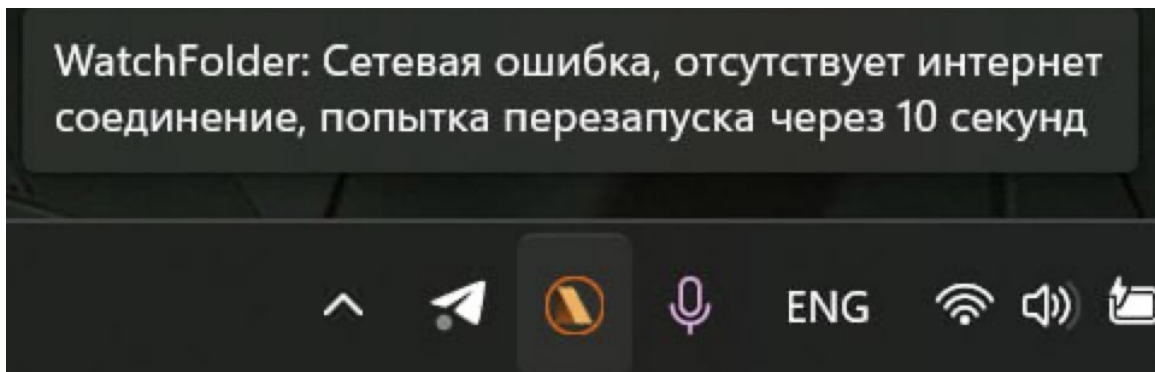 WatchFolder: Сетевая ошибка, отсутствует интернет
соединение, попытка перезапуска через 10 секунд
ENG